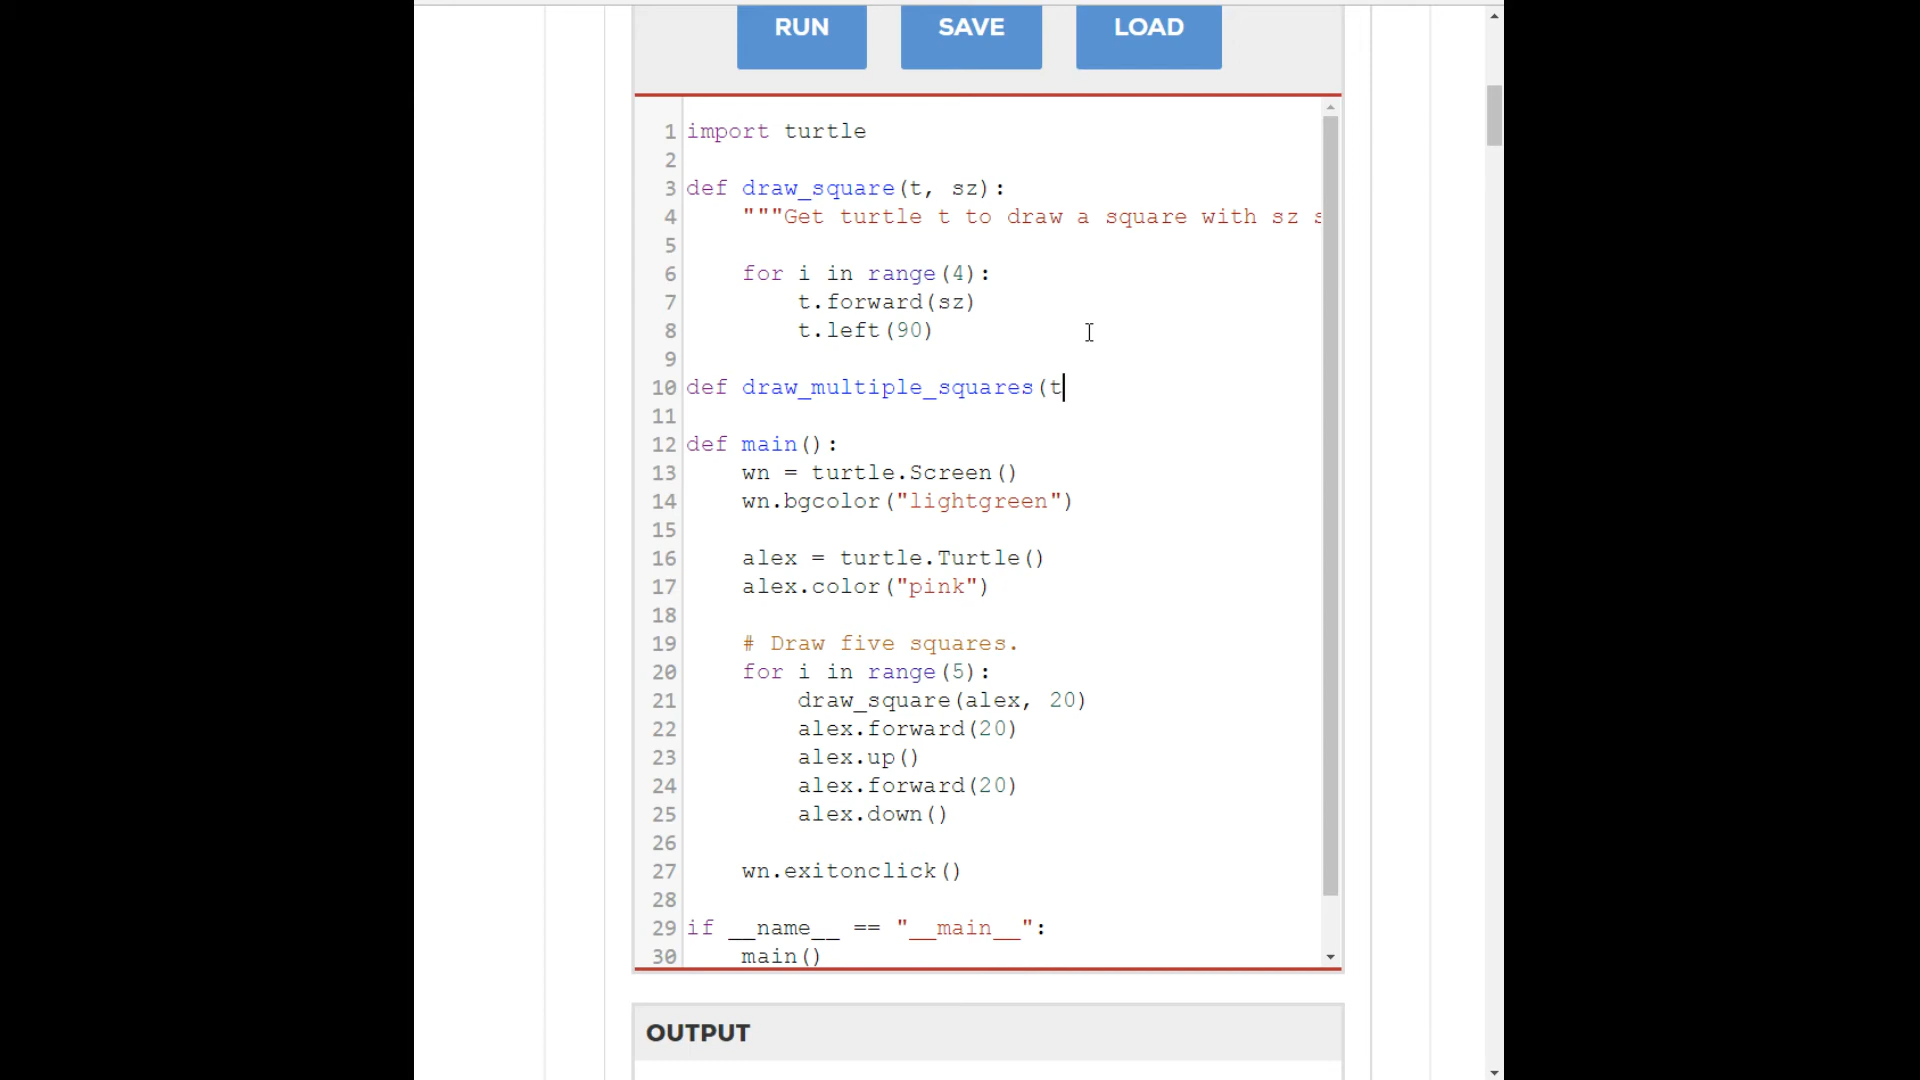 RUN SAVE LOAD
1 import turtle
2
3 def draw_square(t, sz):
4     """Get turtle t to draw a square with sz s
5
6     for i in range(4):
7         t.forward(sz)
8         t.left(90)
9
10 def draw_multiple_squares(t
11
12 def main():
13     wn = turtle.Screen()
14     wn.bgcolor("lightgreen")
15
16     alex = turtle.Turtle()
17     alex.color("pink")
18
19     # Draw five squares.
20     for i in range(5):
21         draw_square(alex, 20)
22         alex.forward(20)
23         alex.up()
24         alex.forward(20)
25         alex.down()
26
27     wn.exitonclick()
28
29 if __name__ == "__main__":
30     main()
OUTPUT